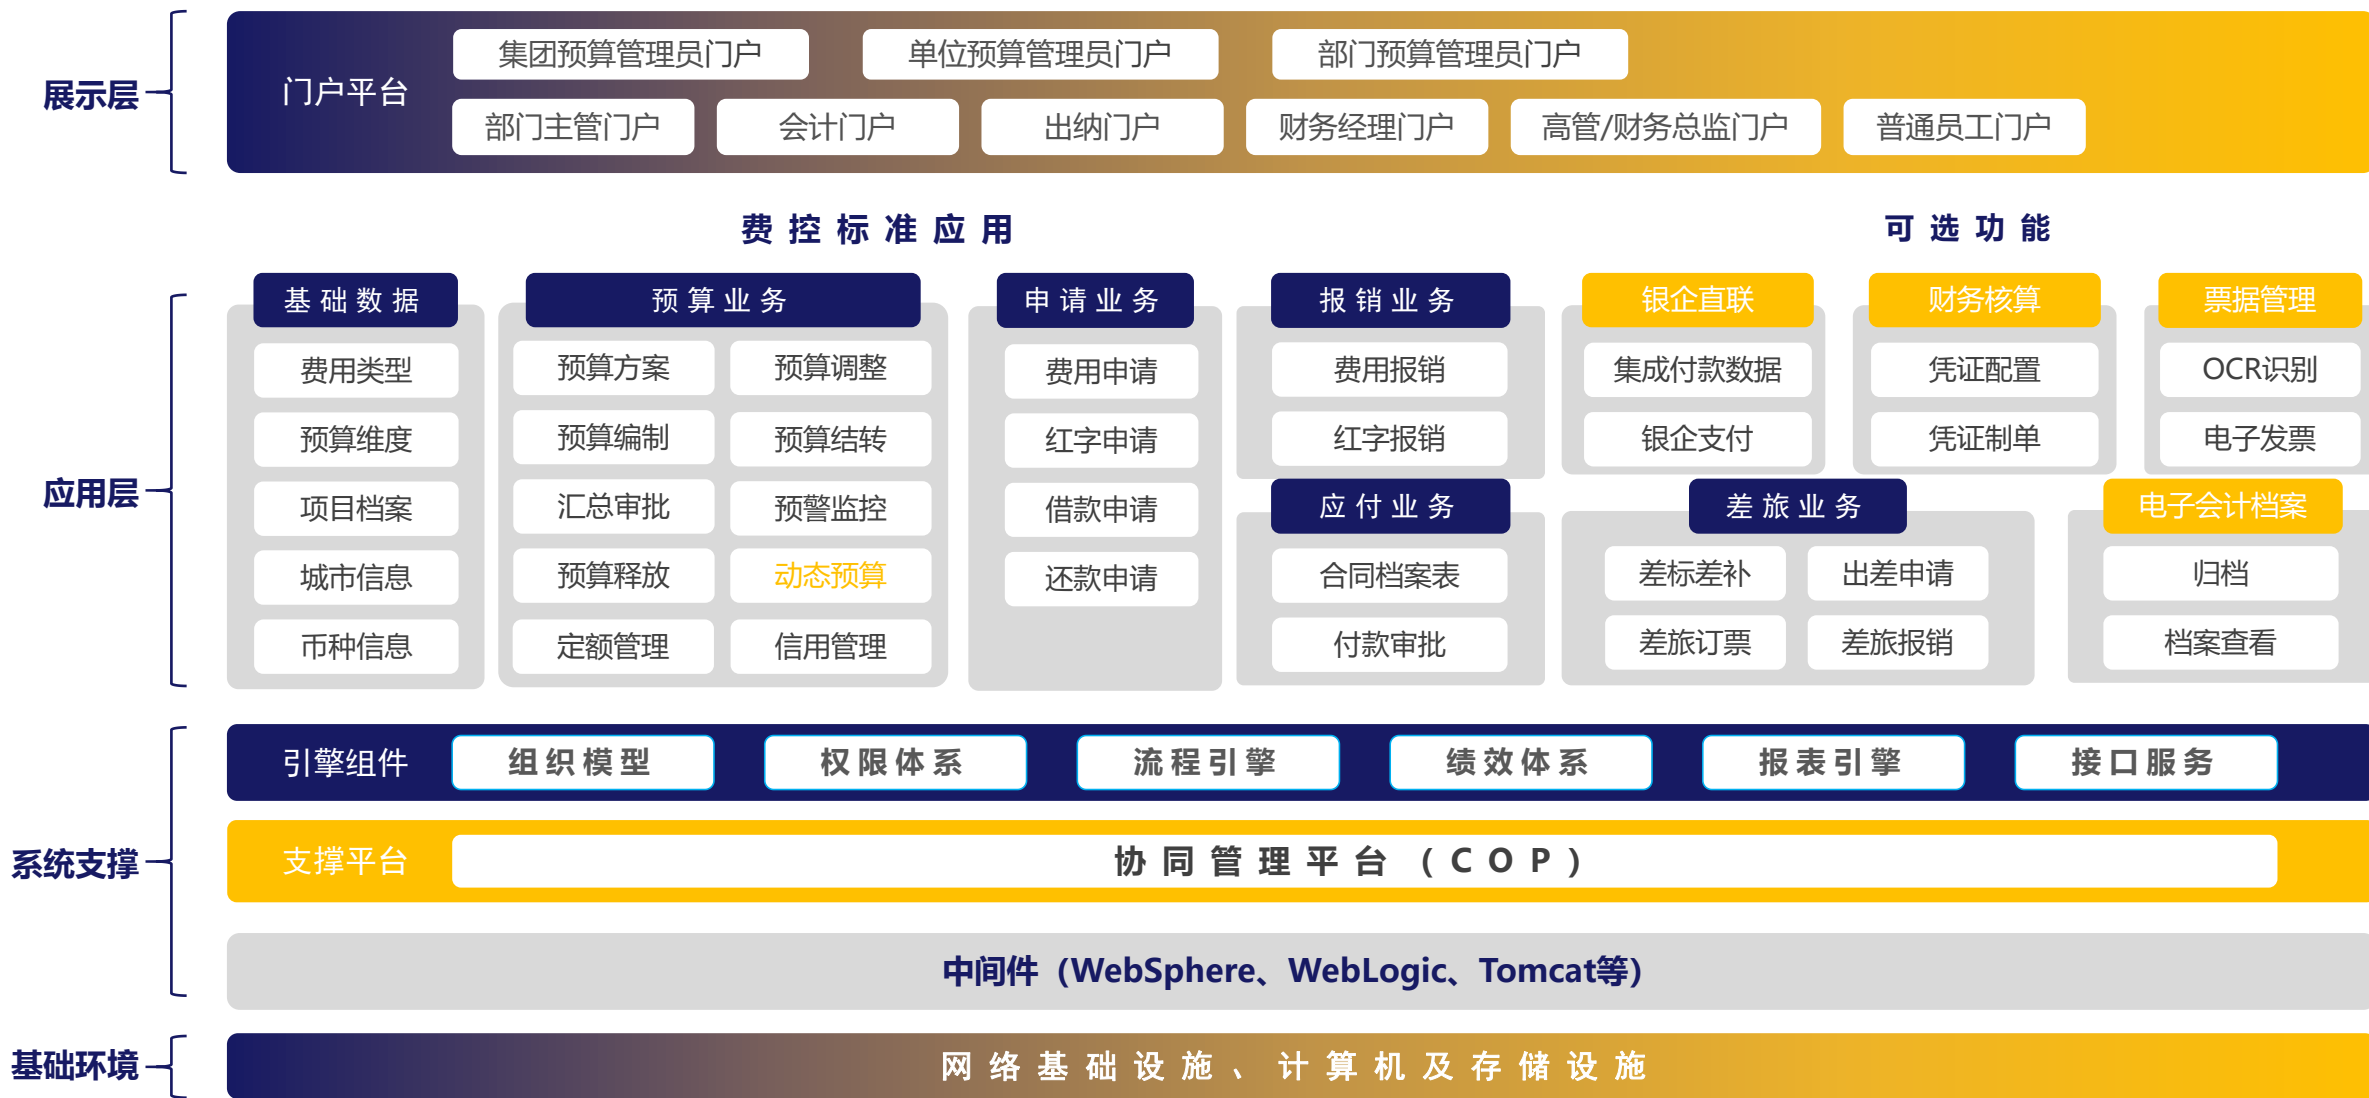 展示层
门户平台
集团预算管理员门户
单位预算管理员门户
部门预算管理员门户
部门主管门户
会计门户
出纳门户
财务经理门户
高管/财务总监门户
普通员工门户
费控标准应用
可选功能
应用层
基础数据
费用类型
预算维度
项目档案
城市信息
币种信息
预算业务
预算方案
预算调整
预算编制
预算结转
汇总审批
预警监控
预算释放
动态预算
定额管理
信用管理
申请业务
费用申请
红字申请
借款申请
还款申请
报销业务
费用报销
红字报销
应付业务
合同档案表
付款审批
银企直联
集成付款数据
银企支付
财务核算
凭证配置
凭证制单
票据管理
OCR识别
电子发票
差旅业务
差标差补
出差申请
差旅订票
差旅报销
电子会计档案
归档
档案查看
系统支撑
引擎组件
组织模型
权限体系
流程引擎
绩效体系
报表引擎
接口服务
支撑平台
协同管理平台（COP）
中间件（WebSphere、WebLogic、Tomcat等）
基础环境
网络基础设施、计算机及存储设施